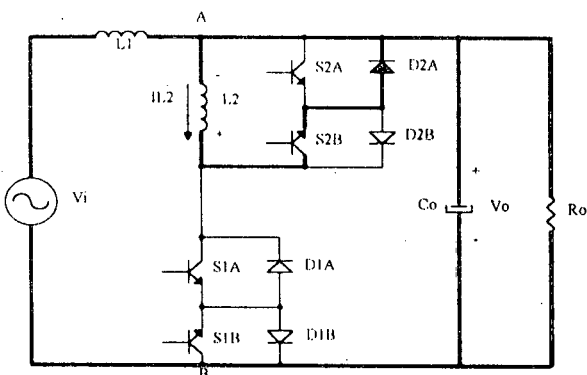 A
L1
S2A
D2A
IL2
L2
S2B
D2B
Vi
Co
Vo
Ro
S1A
D1A
S1B
D1B
B